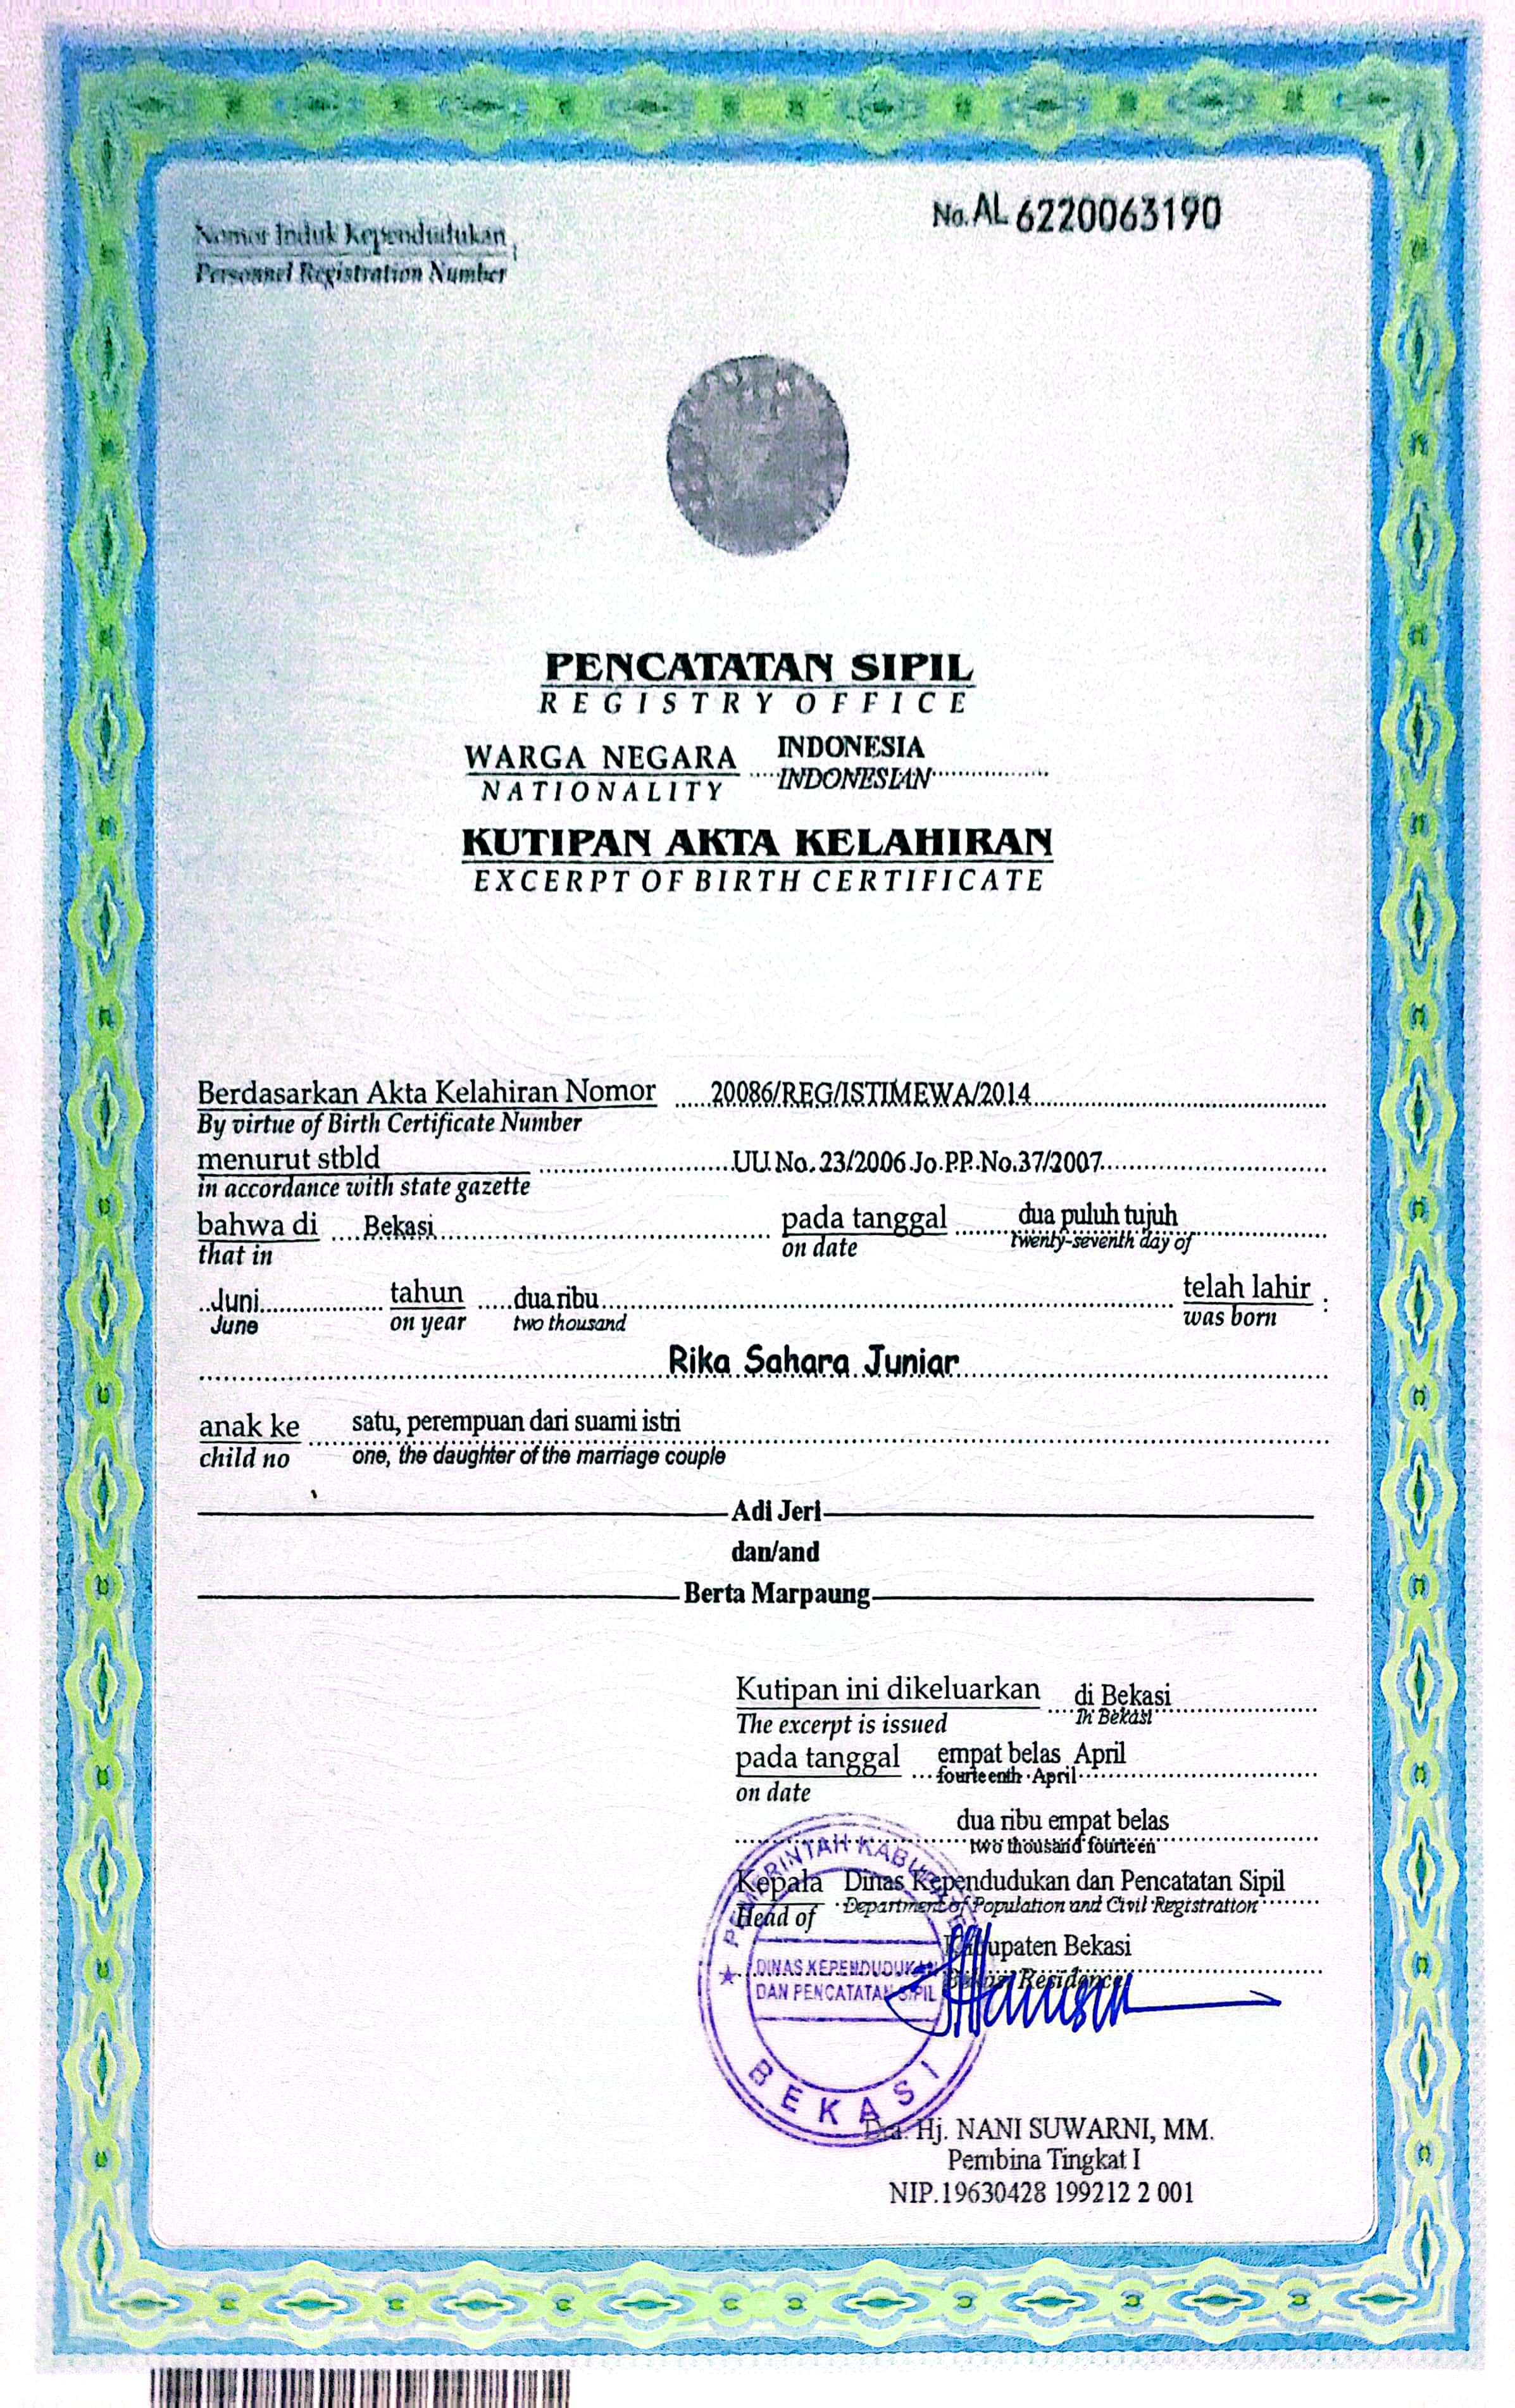 No. AL 6220063190
Nomor Induk Kependudukan
Personnel Registration Number
PENCATATAN SIPIL
REGISTRY OFFICE
WARGA NEGARA INDONESIA
NATIONALITY INDONESIAN
KUTIPAN AKTA KELAHIRAN
EXCERPT OF BIRTH CERTIFICATE
Berdasarkan Akta Kelahiran Nomor 20086/REG/ISTIMEWA/2014
By virtue of Birth Certificate Number
menurut stbld UU.No. 23/2006.Jo.P.P.No.37/2007
in accordance with state gazette
bahwa di Bekasi pada tanggal dua puluh tujuh
that in on date twenty-seventh day of
Juni tahun dua ribu telah lahir :
June on year two thousand was born
Rika Sahara Juniar
anak ke satu, perempuan dari suami istri
child no one, the daughter of the marriage couple
Adi Jeri
dan/and
Berta Marpaung
Kutipan ini dikeluarkan di Bekasi
The excerpt is issued In Bekasi
pada tanggal empat belas April
on date fourteenth April
dua ribu empat belas
two thousand fourteen
Kepala Dinas Kependudukan dan Pencatatan Sipil
Head of Department of Population and Civil Registration
Kabupaten Bekasi
Bekasi Residence
PEMERINTAH KABUPATEN
DINAS KEPENDUDUKAN
DAN PENCATATAN SIPIL
BEKASI
Dra. Hj. NANI SUWARNI, MM.
Pembina Tingkat I
NIP.19630428 199212 2 001